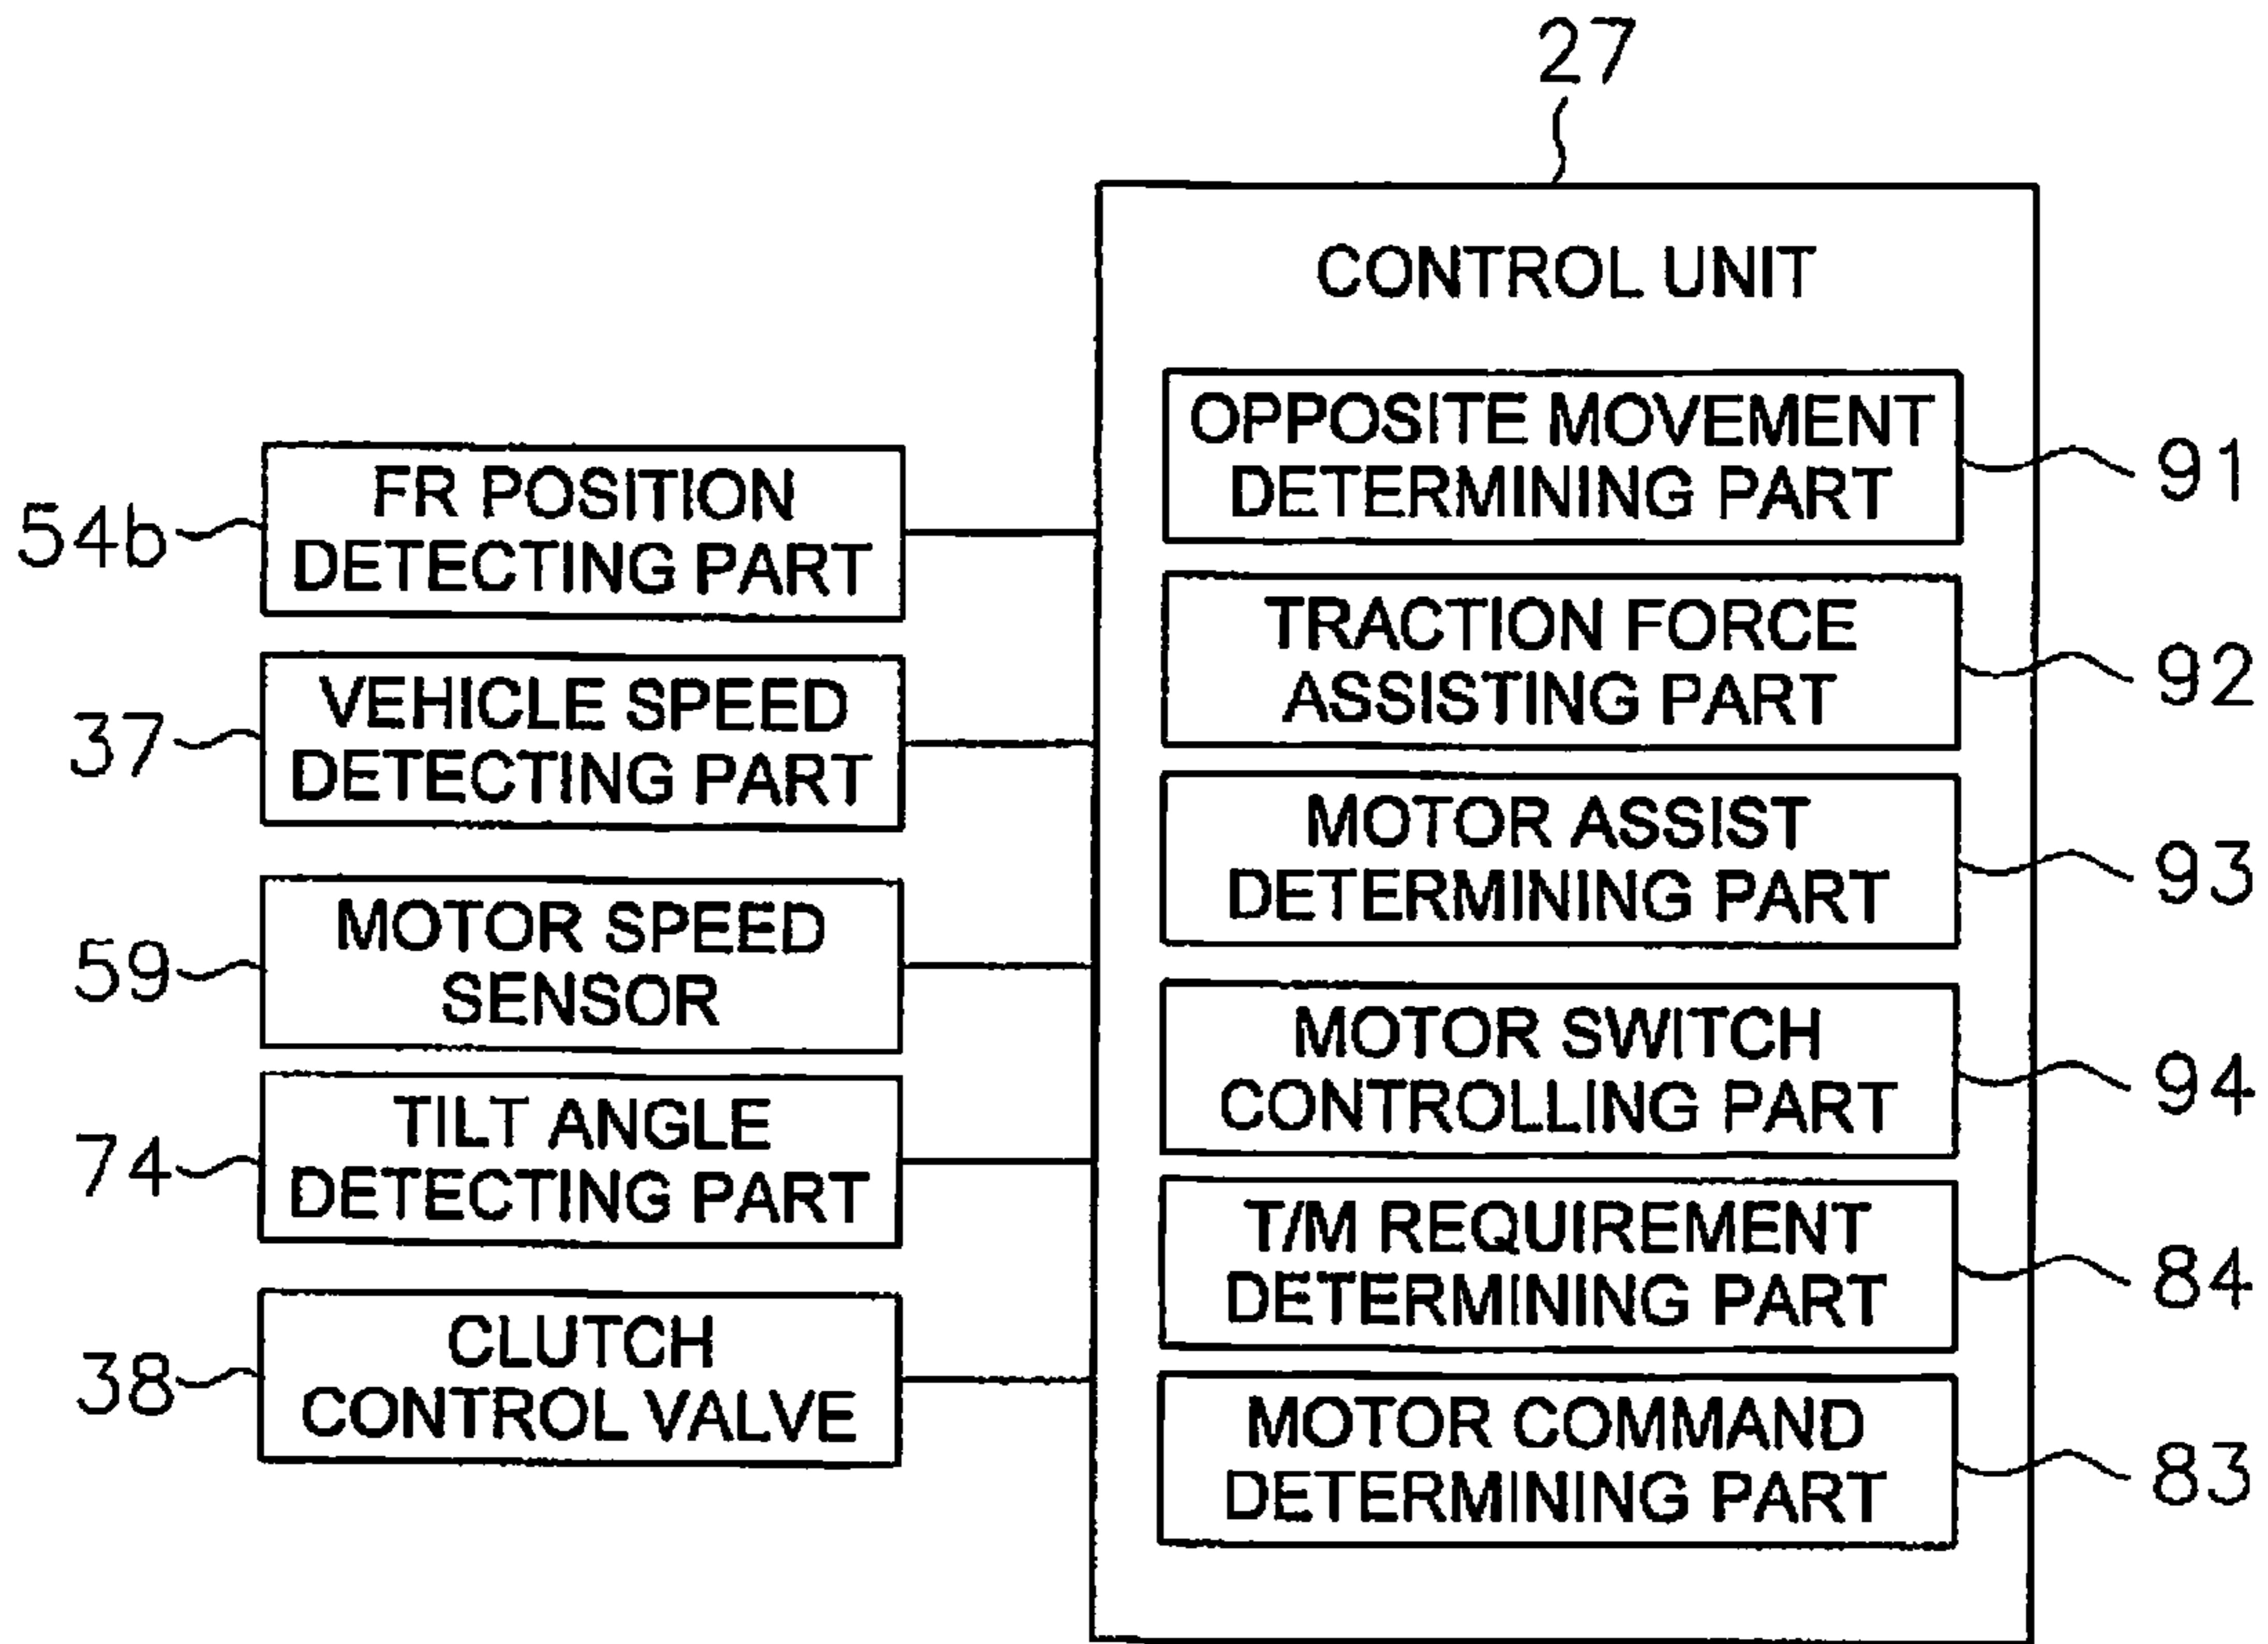 27
CONTROL UNIT
OPPOSITE MOVEMENT
DETERMINING PART
91
TRACTION FORCE
ASSISTING PART
92
MOTOR ASSIST
DETERMINING PART
93
MOTOR SWITCH
CONTROLLING PART
94
T/M REQUIREMENT
DETERMINING PART
84
MOTOR COMMAND
DETERMINING PART
83
54b
FR POSITION
DETECTING PART
37
VEHICLE SPEED
DETECTING PART
59
MOTOR SPEED
SENSOR
74
TILT ANGLE
DETECTING PART
38
CLUTCH
CONTROL VALVE